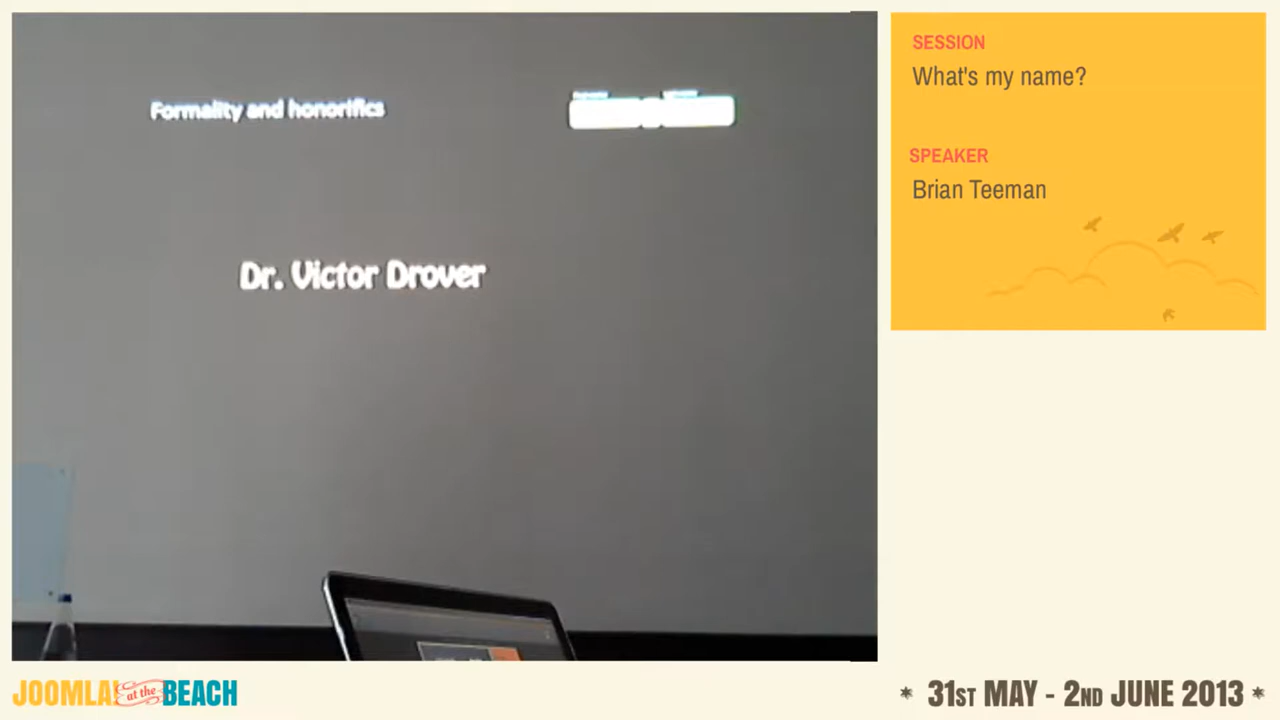 Formality and honorifics
Dr. Victor Drover
SESSION
What's my name?
SPEAKER
Brian Teeman
JOOMLA! at the BEACH
* 31ST MAY - 2ND JUNE 2013 *